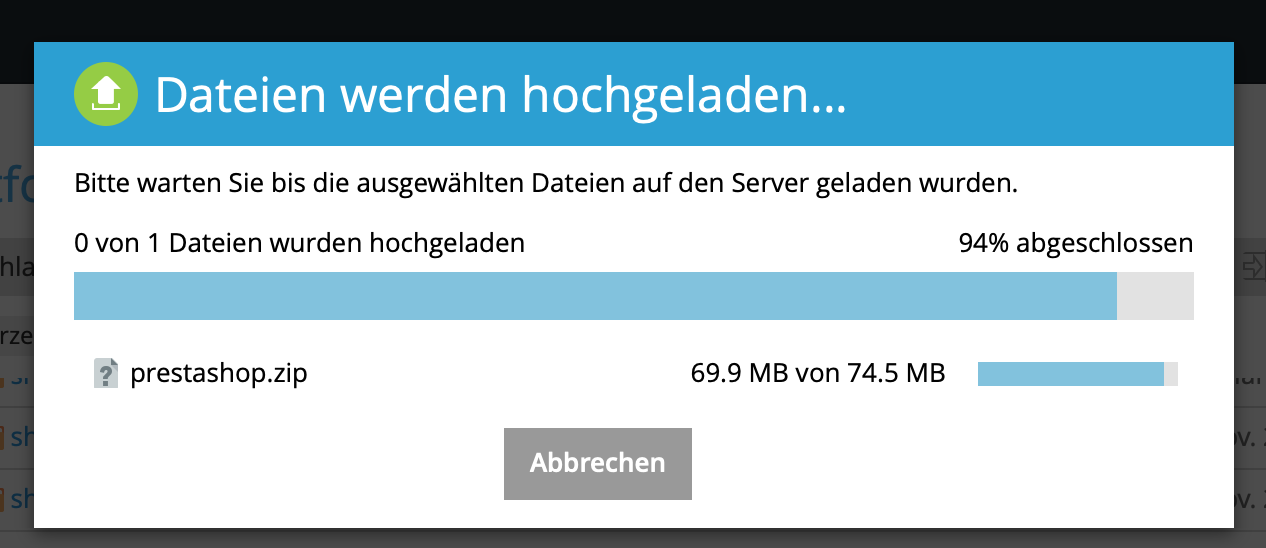 Dateien werden hochgeladen...
Bitte warten Sie bis die ausgewählten Dateien auf den Server geladen wurden.
0 von 1 Dateien wurden hochgeladen 94% abgeschlossen
prestashop.zip 69.9 MB von 74.5 MB
Abbrechen